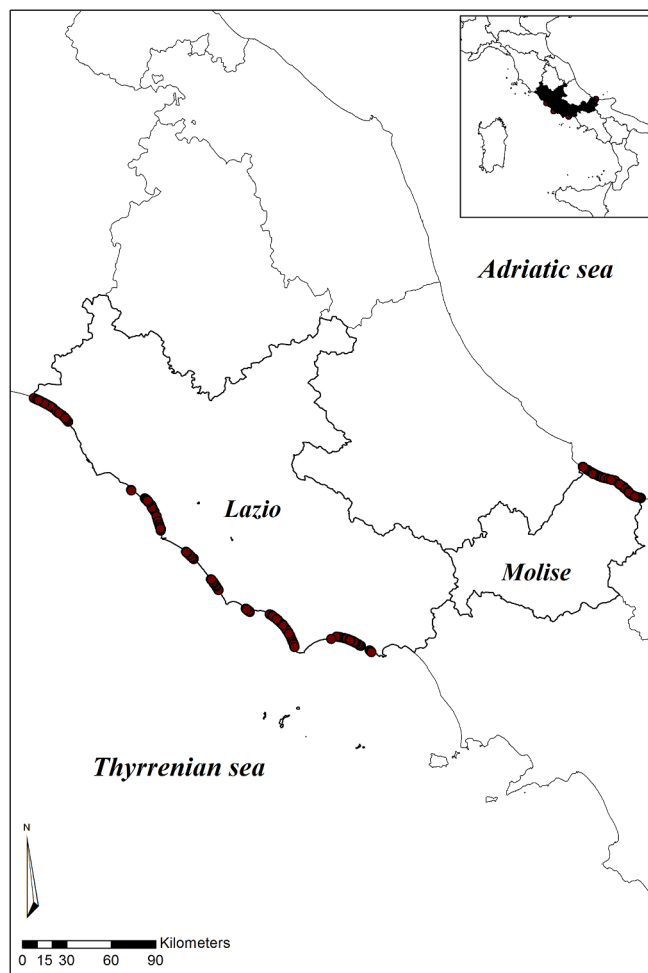 Adriatic sea
Lazio
Molise
Thyrrenian sea
N
Kilometers
0 15 30 60 90